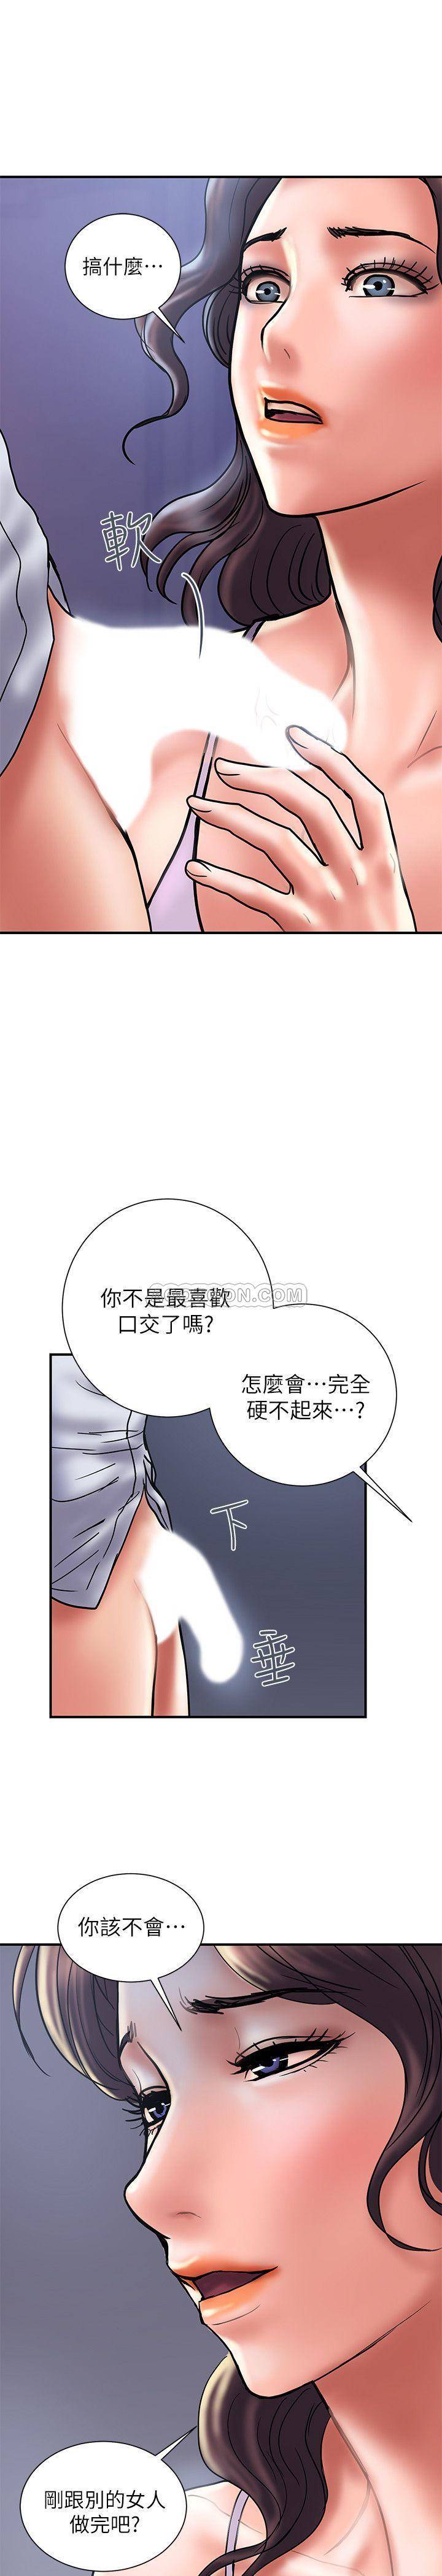 搞什麼⋯
軟
你不是最喜歡
口交了嗎?
怎麼會⋯完全
硬不起來⋯?
下
垂
你該不會⋯
剛跟別的女人
做完吧?